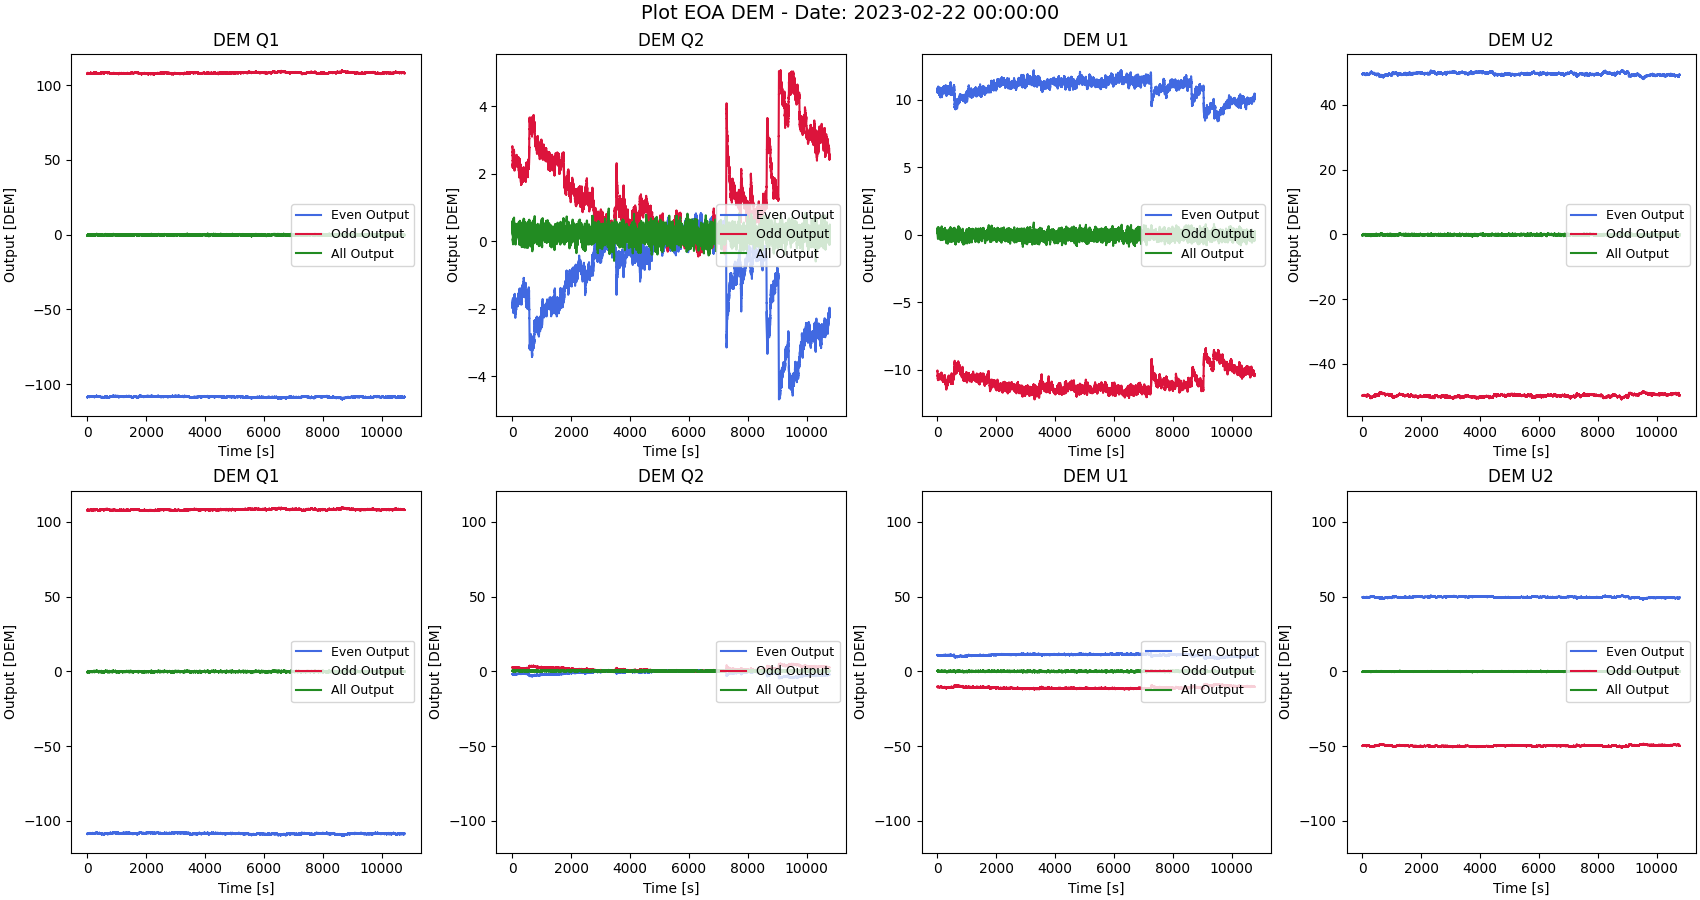 Plot EOA DEM - Date: 2023-02-22 00:00:00
DEM Q1
Output [DEM]
100
50
0
−50
−100
Even Output
Odd Output
All Output
0 2000 4000 6000 8000 10000
Time [s]
DEM Q2
Output [DEM]
4
2
0
−2
−4
Even Output
Odd Output
All Output
0 2000 4000 6000 8000 10000
Time [s]
DEM U1
Output [DEM]
10
5
0
−5
−10
Even Output
Odd Output
All Output
0 2000 4000 6000 8000 10000
Time [s]
DEM U2
Output [DEM]
40
20
0
−20
−40
Even Output
Odd Output
All Output
0 2000 4000 6000 8000 10000
Time [s]
DEM Q1
Output [DEM]
100
50
0
−50
−100
Even Output
Odd Output
All Output
0 2000 4000 6000 8000 10000
Time [s]
DEM Q2
Output [DEM]
100
50
0
−50
−100
Even Output
Odd Output
All Output
0 2000 4000 6000 8000 10000
Time [s]
DEM U1
Output [DEM]
100
50
0
−50
−100
Even Output
Odd Output
All Output
0 2000 4000 6000 8000 10000
Time [s]
DEM U2
Output [DEM]
100
50
0
−50
−100
Even Output
Odd Output
All Output
0 2000 4000 6000 8000 10000
Time [s]